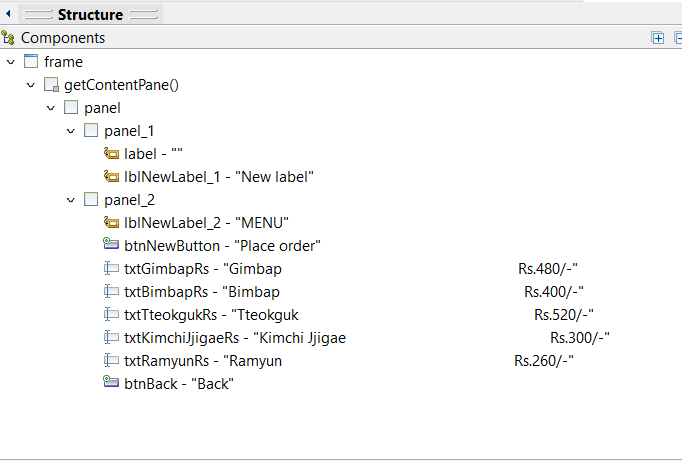 Structure
Components
frame
getContentPane()
panel
panel_1
label - ""
lblNewLabel_1 - "New label"
panel_2
lblNewLabel_2 - "MENU"
btnNewButton - "Place order"
txtGimbapRs - "Gimbap Rs.480/-"
txtBimbapRs - "Bimbap Rs.400/-"
txtTteokgukRs - "Tteokguk Rs.520/-"
txtKimchiJjigaeRs - "Kimchi Jjigae Rs.300/-"
txtRamyunRs - "Ramyun Rs.260/-"
btnBack - "Back"